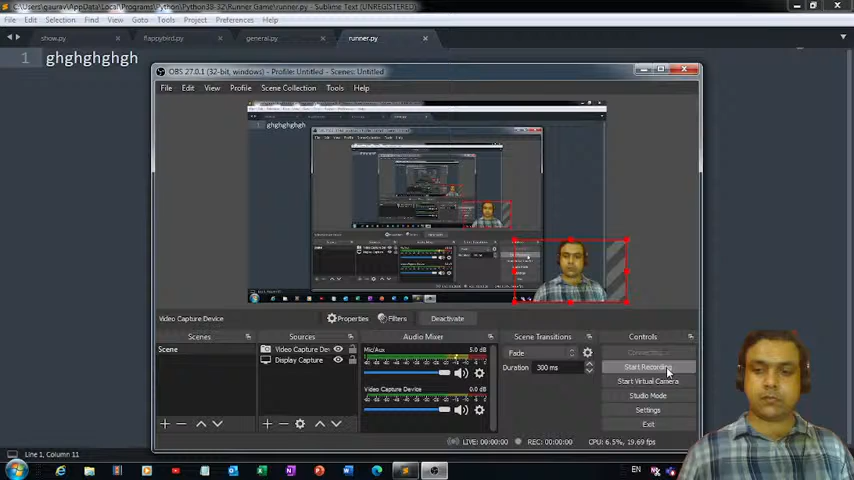 C:\Users\gaurav\AppData\Local\Programs\Python\Python38-32\Runner Game\runner.py - Sublime Text (UNREGISTERED)
File Edit Selection Find View Goto Tools Project Preferences Help
show.py flappybird.py general.py runner.py
1 ghghghghgh
OBS 27.0.1 (32-bit, windows) - Profile: Untitled - Scenes: Untitled
File Edit View Profile Scene Collection Tools Help
ghghghghgh
Video Capture Device Properties Filters Deactivate
Scenes Sources Audio Mixer Scene Transitions Controls
Scene
Video Capture Dev
Display Capture
Mic/Aux 5.0 dB
Video Capture Device 0.0 dB
Fade
Duration 300 ms
Connecting...
Start Recording
Start Virtual Camera
Studio Mode
Settings
Exit
LIVE: 00:00:00 REC: 00:00:00 CPU: 6.5%, 19.69 fps
Line 1, Column 11
EN